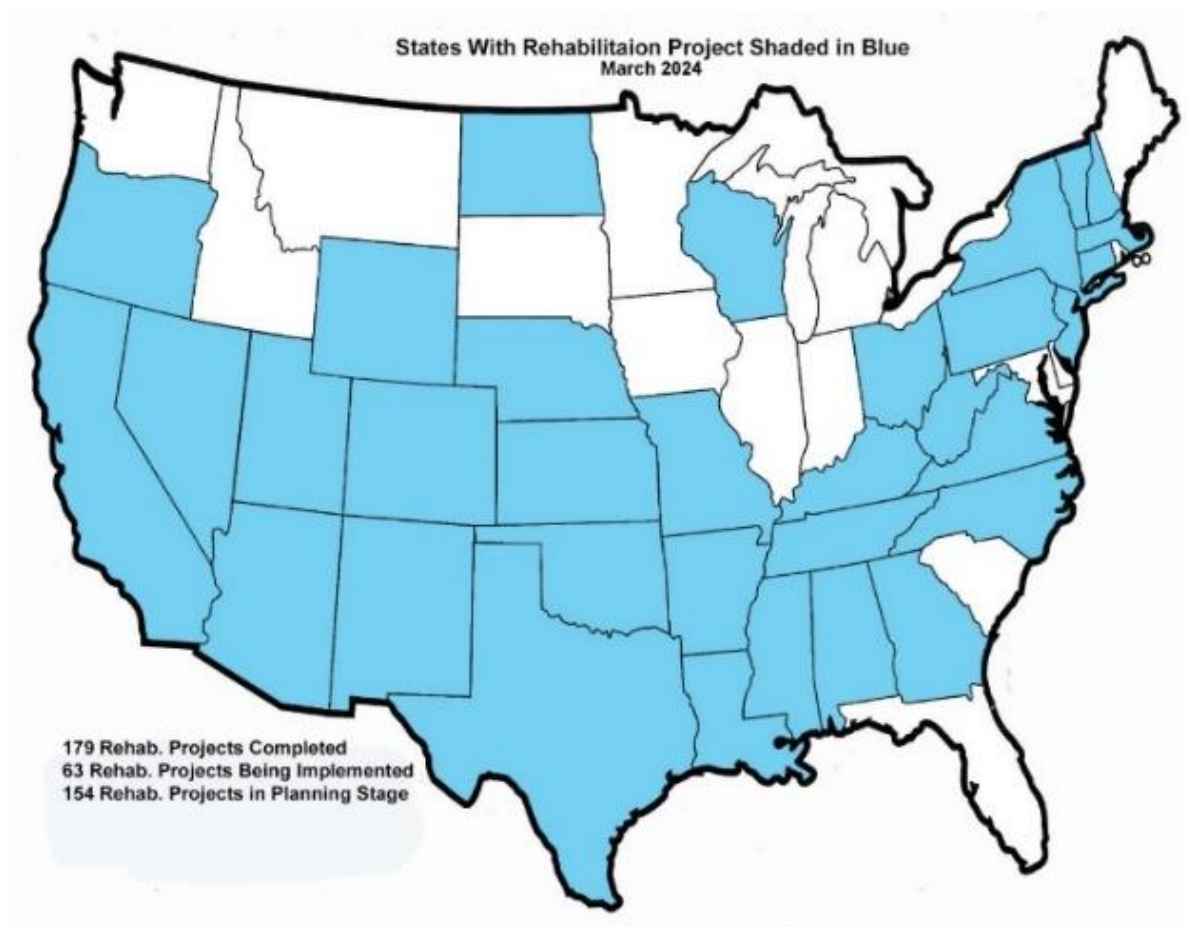 States With Rehabilitaion Project Shaded in Blue
March 2024
179 Rehab. Projects Completed
63 Rehab. Projects Being Implemented
154 Rehab. Projects in Planning Stage